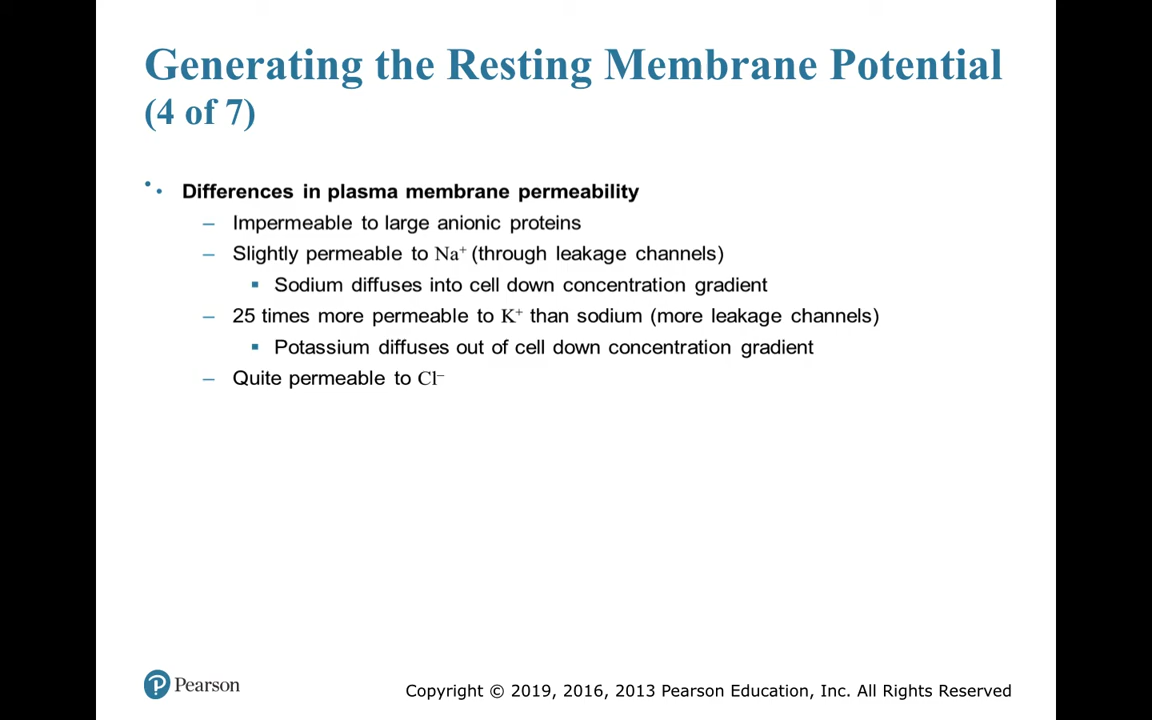 Generating the Resting Membrane Potential
(4 of 7)
• • Differences in plasma membrane permeability
– Impermeable to large anionic proteins
– Slightly permeable to Na⁺ (through leakage channels)
▪ Sodium diffuses into cell down concentration gradient
– 25 times more permeable to K⁺ than sodium (more leakage channels)
▪ Potassium diffuses out of cell down concentration gradient
– Quite permeable to Cl⁻
Pearson
Copyright © 2019, 2016, 2013 Pearson Education, Inc. All Rights Reserved